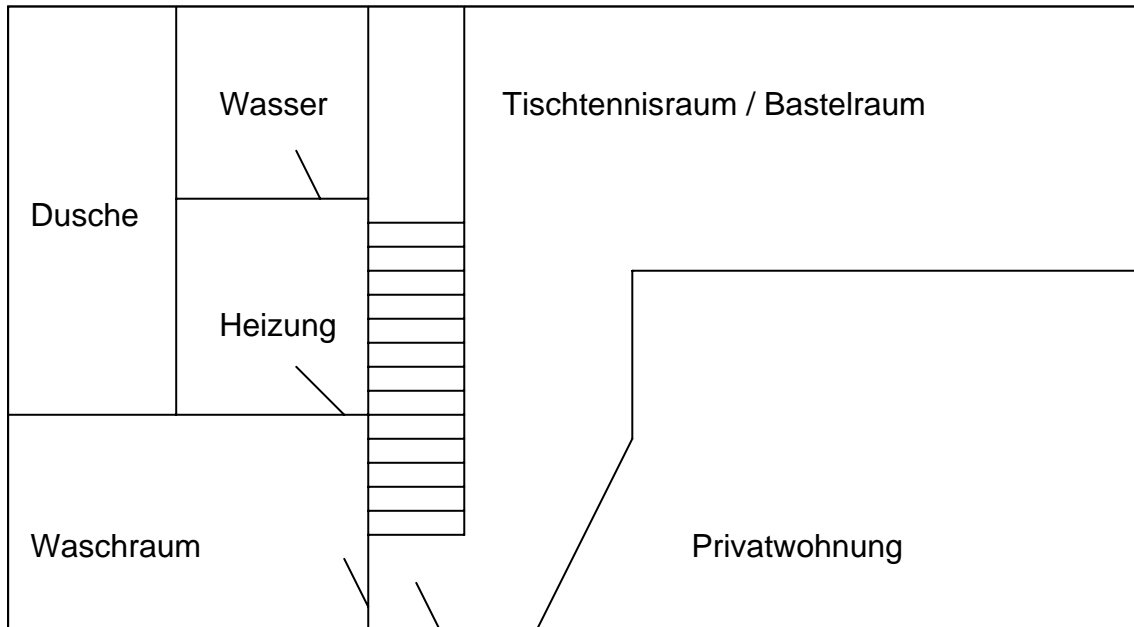 Wasser
Tischtennisraum / Bastelraum
Dusche
Heizung
Waschraum
Privatwohnung